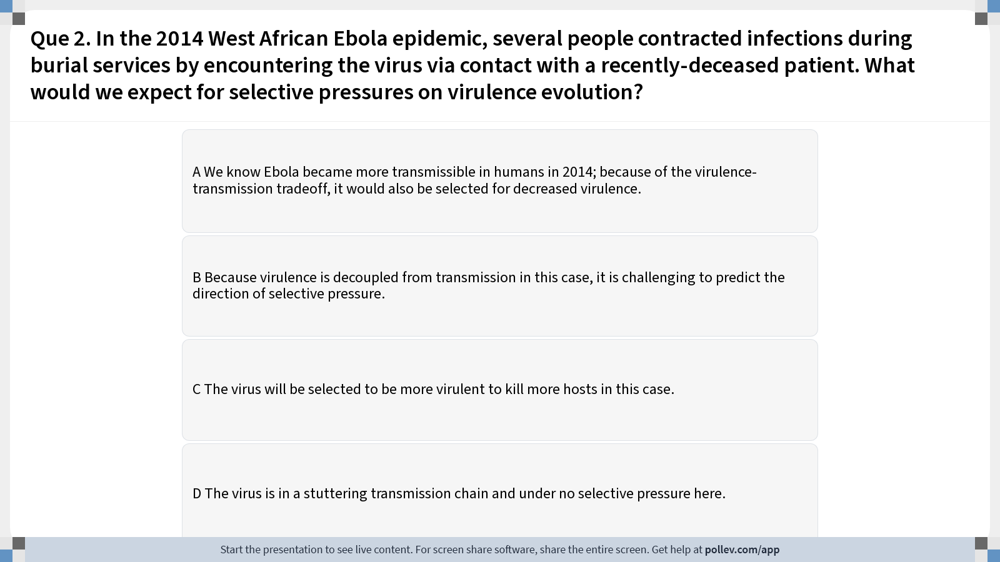 Que 2. In the 2014 West African Ebola epidemic, several people contracted infections during
burial services by encountering the virus via contact with a recently-deceased patient. What
would we expect for selective pressures on virulence evolution?
A We know Ebola became more transmissible in humans in 2014; because of the virulence-
transmission tradeoff, it would also be selected for decreased virulence.
B Because virulence is decoupled from transmission in this case, it is challenging to predict the
direction of selective pressure.
C The virus will be selected to be more virulent to kill more hosts in this case.
D The virus is in a stuttering transmission chain and under no selective pressure here.
Start the presentation to see live content. For screen share software, share the entire screen. Get help at pollev.com/app